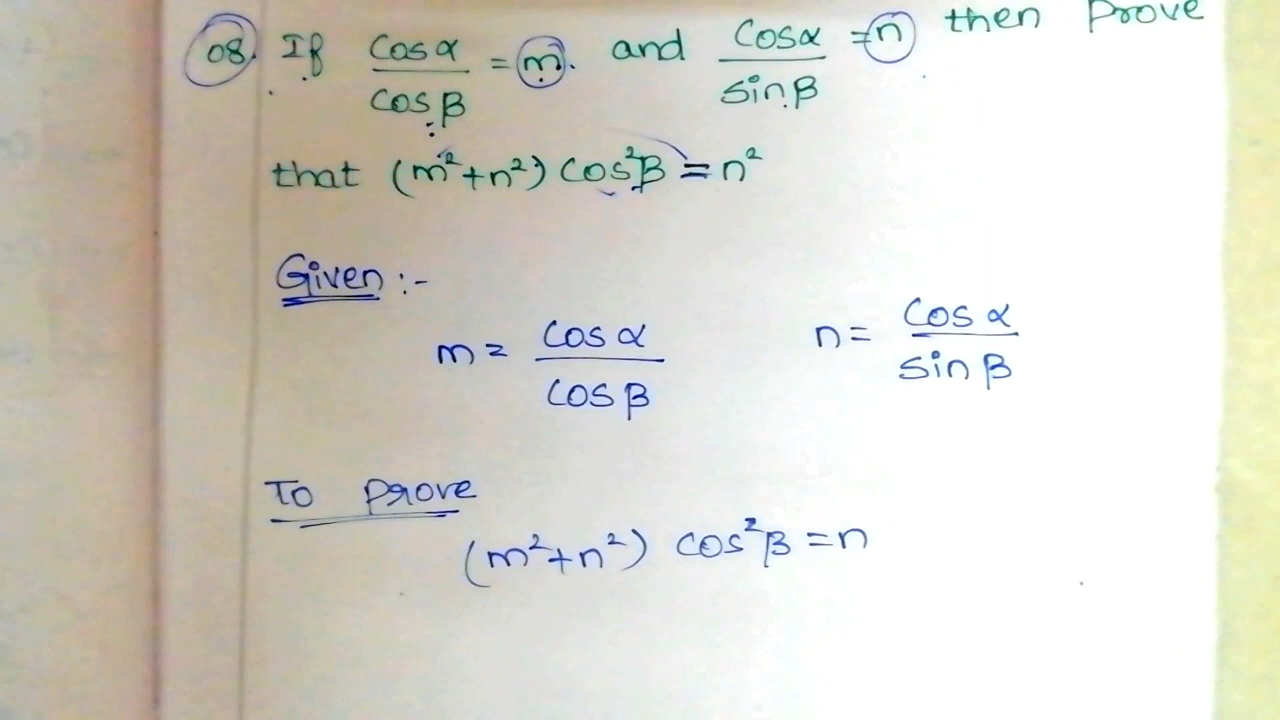 08. If cosα/cosβ = m. and cosα/sinβ = n then Prove
that (m²+n²) cos²β = n²
Given :-
m = cosα/cosβ n = cosα/sinβ
To prove
(m²+n²) cos²β = n